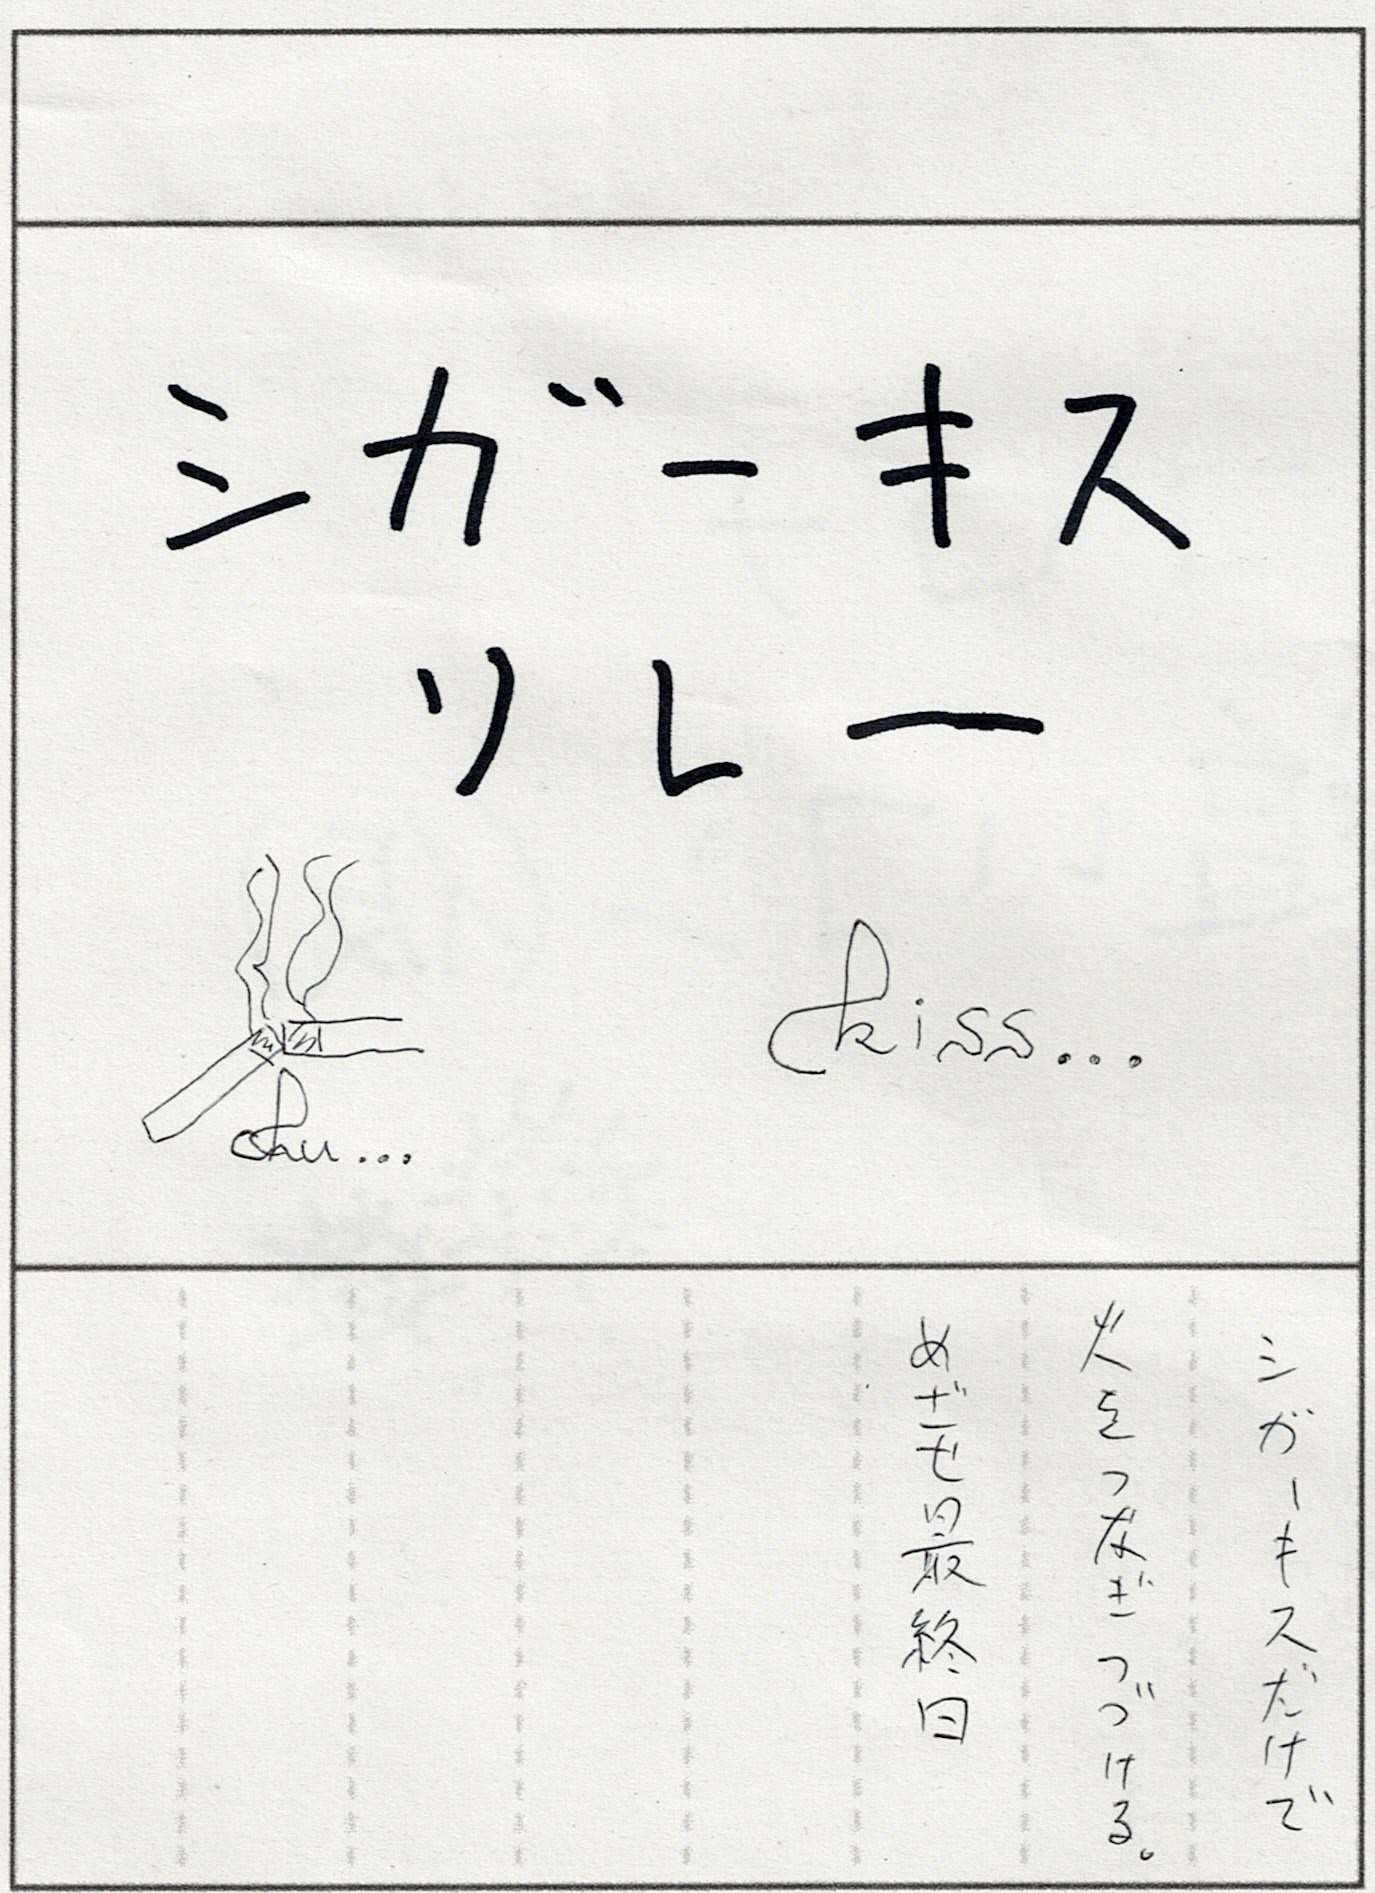 シガーキス
リレー
chu...
kiss...
シガーキスだけで
火をつなぎつづける。
めざせ最終日